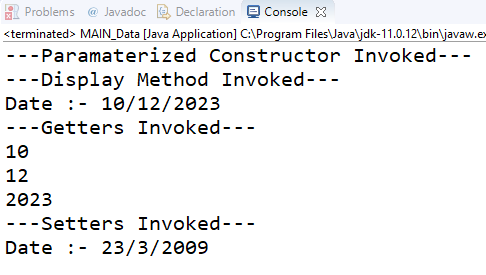 Problems @ Javadoc Declaration Console
<terminated> MAIN_Data [Java Application] C:\Program Files\Java\jdk-11.0.12\bin\javaw.ex
---Paramaterized Constructor Invoked---
---Display Method Invoked---
Date :- 10/12/2023
---Getters Invoked---
10
12
2023
---Setters Invoked---
Date :- 23/3/2009